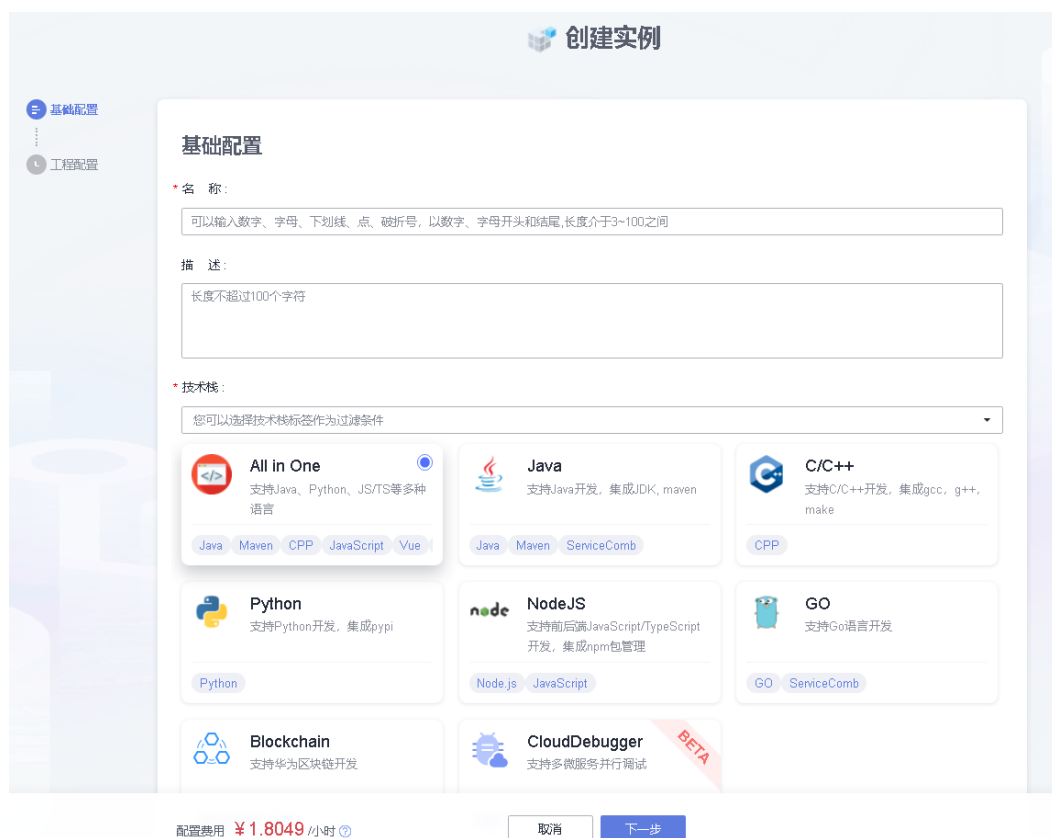 创建实例
基础配置
工程配置
基础配置
* 名 称 :
可以输入数字、字母、下划线、点、破折号，以数字、字母开头和结尾,长度介于3~100之间
描 述 :
长度不超过100个字符
* 技术栈 :
您可以选择技术栈标签作为过滤条件
All in One
支持Java、Python、JS/TS等多种
语言
Java Maven CPP JavaScript Vue
Java
支持Java开发，集成JDK, maven
Java Maven ServiceComb
C/C++
支持C/C++开发，集成gcc，g++,
make
CPP
Python
支持Python开发，集成pypi
Python
node
NodeJS
支持前后端JavaScript/TypeScript
开发，集成npm包管理
Node.js JavaScript
GO
支持Go语言开发
GO ServiceComb
Blockchain
支持华为区块链开发
CloudDebugger
支持多微服务并行调试
BETA
配置费用 ¥1.8049 /小时 ?
取消
下一步